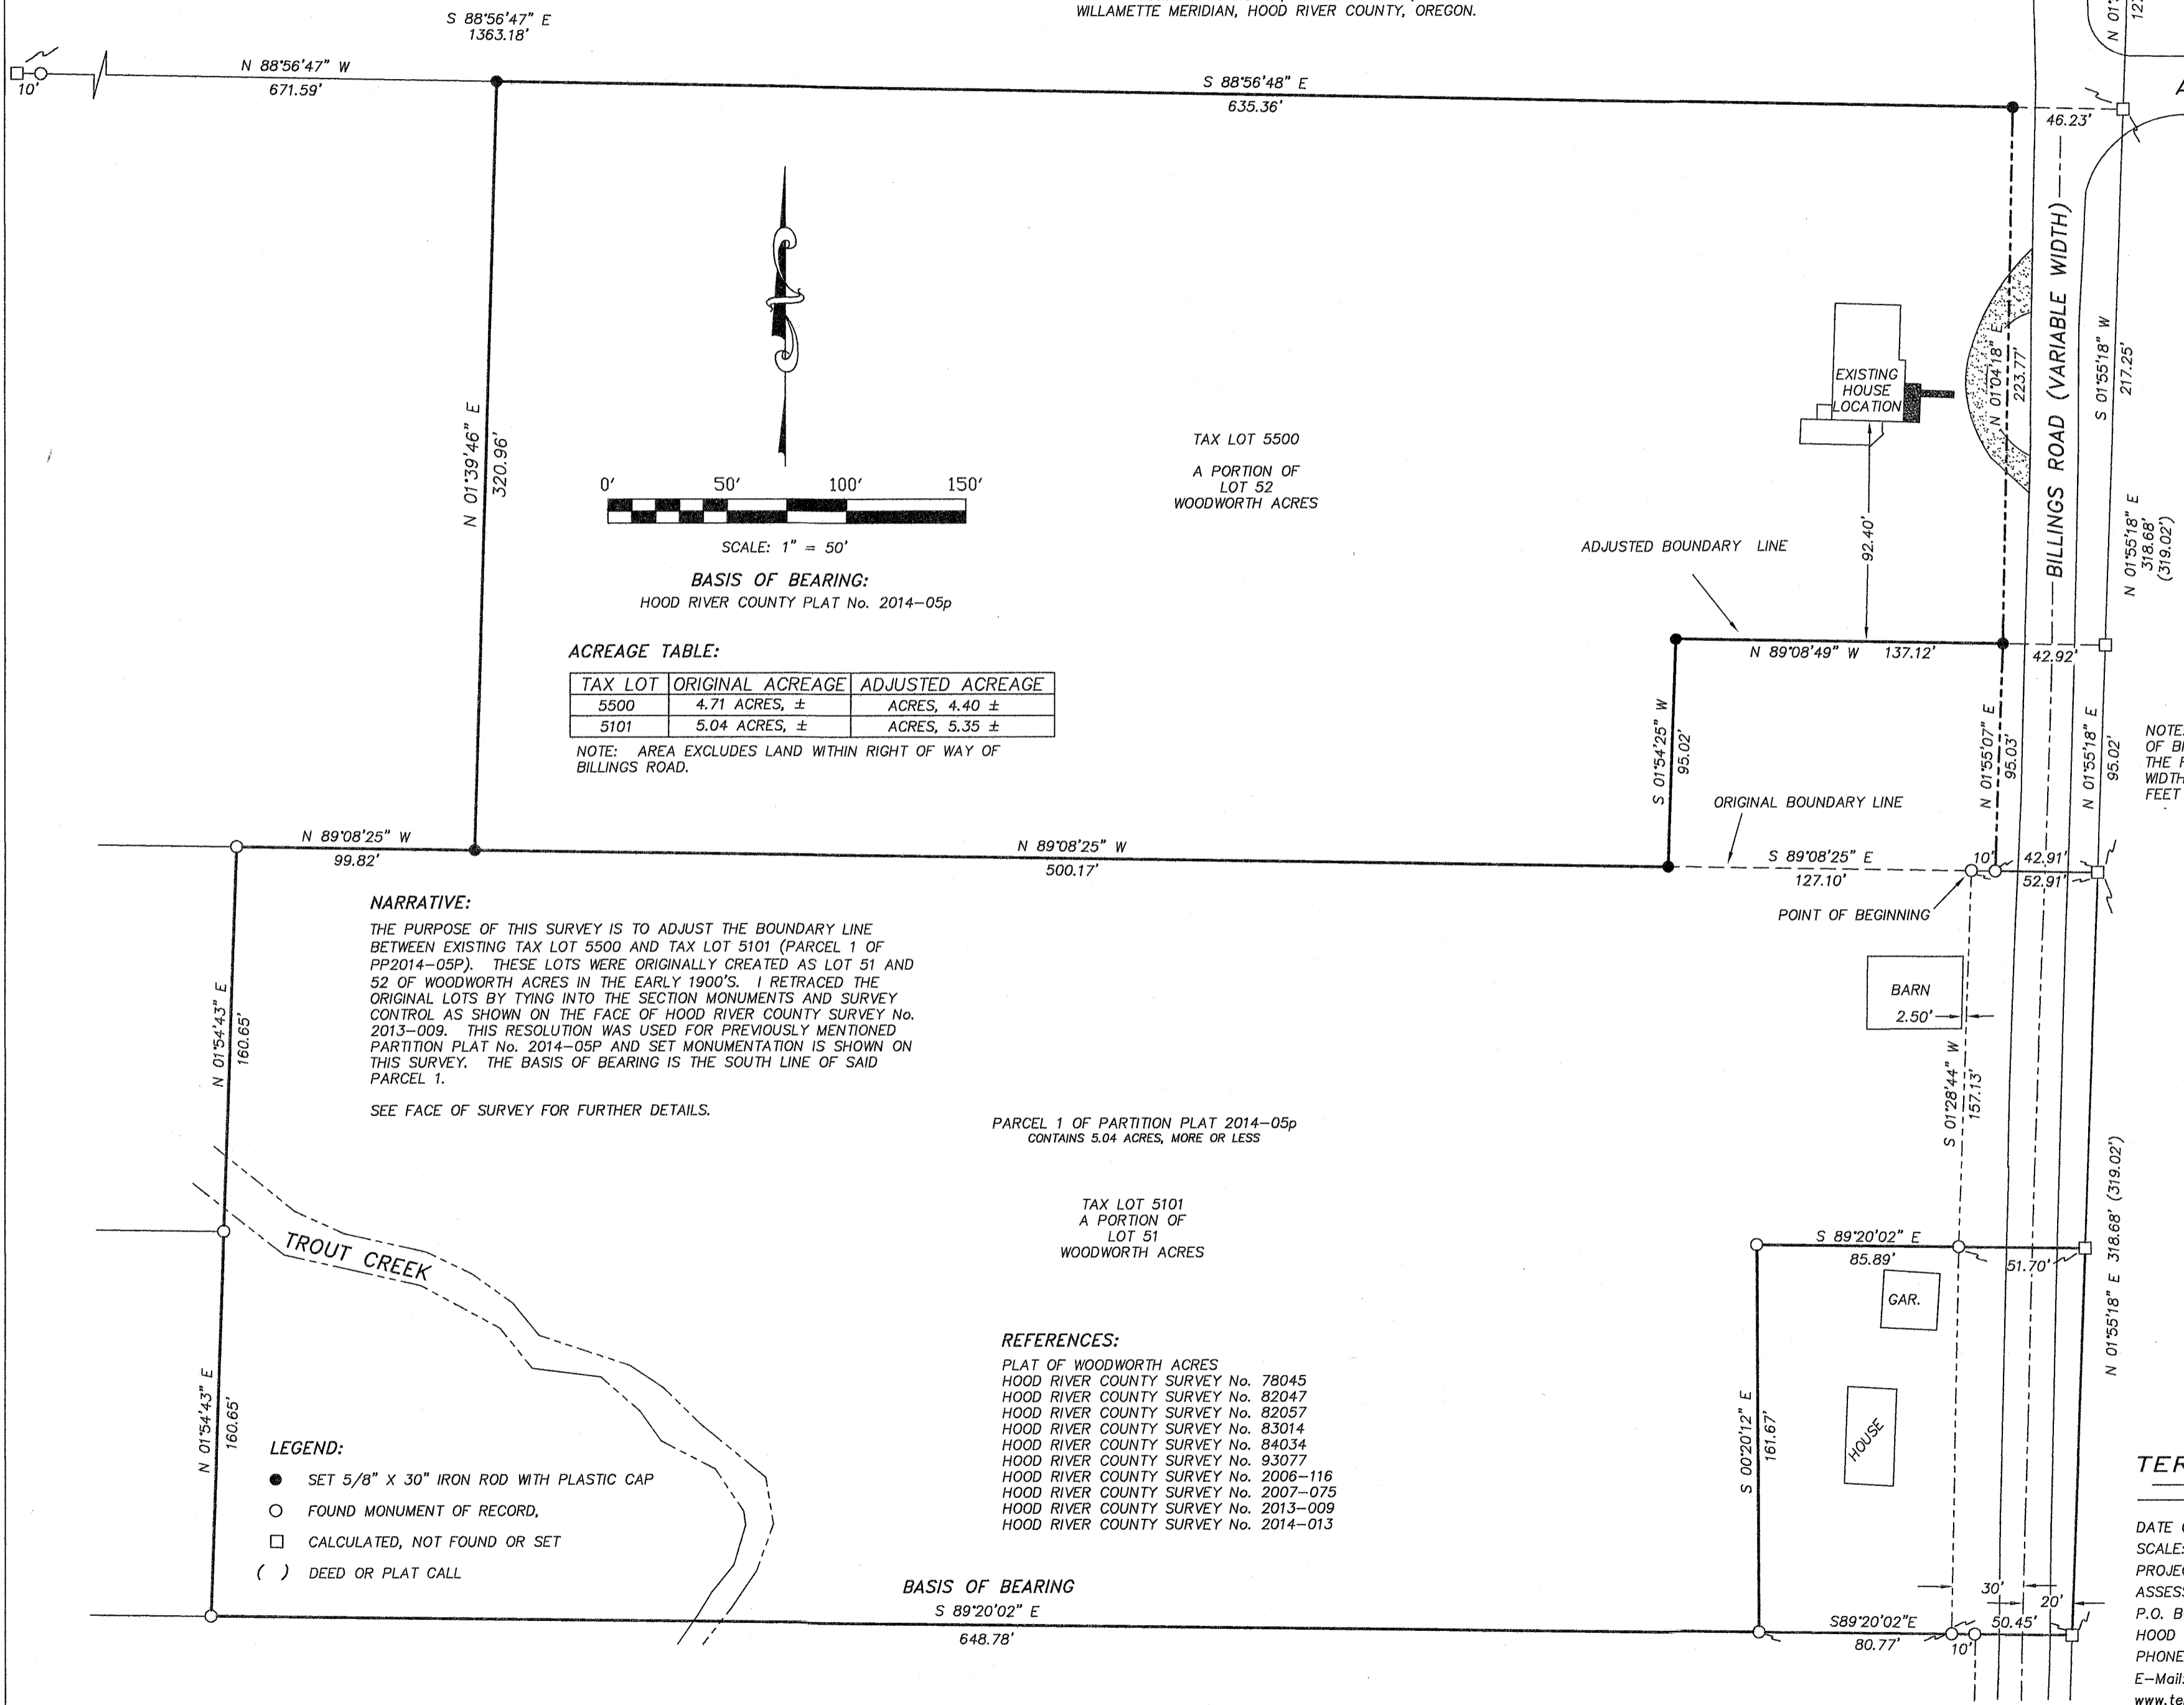 WILLAMETTE MERIDIAN, HOOD RIVER COUNTY, OREGON.
S 88°56'47" E
1363.18'
N 88°56'47" W
671.59'
10'
S 88°56'48" E
635.36'
46.23'
N 01°39'46" E
320.96'
0' 50' 100' 150'
SCALE: 1" = 50'
BASIS OF BEARING:
HOOD RIVER COUNTY PLAT No. 2014-05p
TAX LOT 5500
A PORTION OF
LOT 52
WOODWORTH ACRES
EXISTING
HOUSE
LOCATION
92.40'
N 01°04'18" E
223.77'
BILLINGS ROAD (VARIABLE WIDTH)
S 01°55'18" W
217.25'
N 01°55'18" E
318.68'
(319.02')
ADJUSTED BOUNDARY LINE
N 89°08'49" W 137.12'
42.92'
ACREAGE TABLE:
TAX LOT ORIGINAL ACREAGE ADJUSTED ACREAGE
5500 4.71 ACRES, ± ACRES, 4.40 ±
5101 5.04 ACRES, ± ACRES, 5.35 ±
NOTE: AREA EXCLUDES LAND WITHIN RIGHT OF WAY OF
BILLINGS ROAD.
S 01°54'25" W
95.02'
N 01°55'07" E
95.03'
N 01°55'18" E
95.02'
OF
THE
WIDTH
FEET
ORIGINAL BOUNDARY LINE
N 89°08'25" W
99.82'
N 89°08'25" W
500.17'
S 89°08'25" E
127.10'
10'
42.91'
52.91'
POINT OF BEGINNING
NARRATIVE:
THE PURPOSE OF THIS SURVEY IS TO ADJUST THE BOUNDARY LINE
BETWEEN EXISTING TAX LOT 5500 AND TAX LOT 5101 (PARCEL 1 OF
PP2014-05P). THESE LOTS WERE ORIGINALLY CREATED AS LOT 51 AND
52 OF WOODWORTH ACRES IN THE EARLY 1900'S. I RETRACED THE
ORIGINAL LOTS BY TYING INTO THE SECTION MONUMENTS AND SURVEY
CONTROL AS SHOWN ON THE FACE OF HOOD RIVER COUNTY SURVEY No.
2013-009. THIS RESOLUTION WAS USED FOR PREVIOUSLY MENTIONED
PARTITION PLAT No. 2014-05P AND SET MONUMENTATION IS SHOWN ON
THIS SURVEY. THE BASIS OF BEARING IS THE SOUTH LINE OF SAID
PARCEL 1.
SEE FACE OF SURVEY FOR FURTHER DETAILS.
BARN
2.50'
S 01°28'44" W
157.13'
N 01°54'43" E
160.65'
PARCEL 1 OF PARTITION PLAT 2014-05p
CONTAINS 5.04 ACRES, MORE OR LESS
TAX LOT 5101
A PORTION OF
LOT 51
WOODWORTH ACRES
TROUT CREEK
N 01°55'18" E 318.68' (319.02')
S 89°20'02" E
85.89'
51.70'
GAR.
HOUSE
S 00°20'12" E
161.67'
REFERENCES:
PLAT OF WOODWORTH ACRES
HOOD RIVER COUNTY SURVEY No. 78045
HOOD RIVER COUNTY SURVEY No. 82047
HOOD RIVER COUNTY SURVEY No. 82057
HOOD RIVER COUNTY SURVEY No. 83014
HOOD RIVER COUNTY SURVEY No. 84034
HOOD RIVER COUNTY SURVEY No. 93077
HOOD RIVER COUNTY SURVEY No. 2006-116
HOOD RIVER COUNTY SURVEY No. 2007-075
HOOD RIVER COUNTY SURVEY No. 2013-009
HOOD RIVER COUNTY SURVEY No. 2014-013
N 01°54'43" E
160.65'
LEGEND:
SET 5/8" X 30" IRON ROD WITH PLASTIC CAP
FOUND MONUMENT OF RECORD,
CALCULATED, NOT FOUND OR SET
( ) DEED OR PLAT CALL
BASIS OF BEARING
S 89°20'02" E
648.78'
S89°20'02"E
80.77'
10'
50.45'
30'
20'
DATE
SCALE:
P.O.
HOOD
PHONE
E-Mail